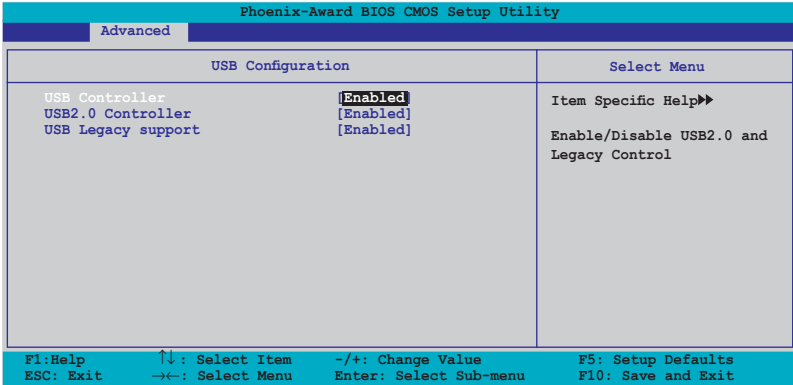 Phoenix-Award BIOS CMOS Setup Utility
Advanced
USB Configuration
Select Menu
USB Controller [Enabled]
USB2.0 Controller [Enabled]
USB Legacy support [Enabled]
Item Specific Help▶▶
Enable/Disable USB2.0 and
Legacy Control
F1:Help ↑↓ : Select Item -/+: Change Value F5: Setup Defaults
ESC: Exit →←: Select Menu Enter: Select Sub-menu F10: Save and Exit